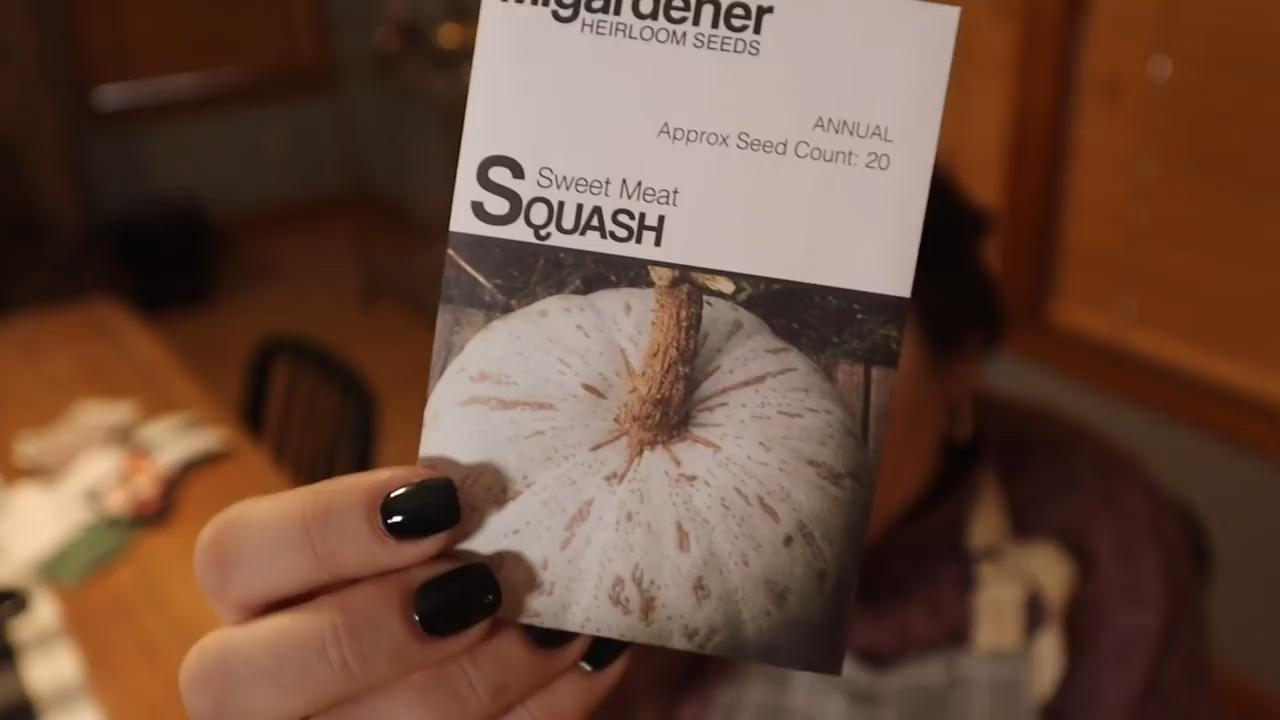 Migardener
HEIRLOOM SEEDS
ANNUAL
Approx Seed Count: 20
Sweet Meat
SQUASH